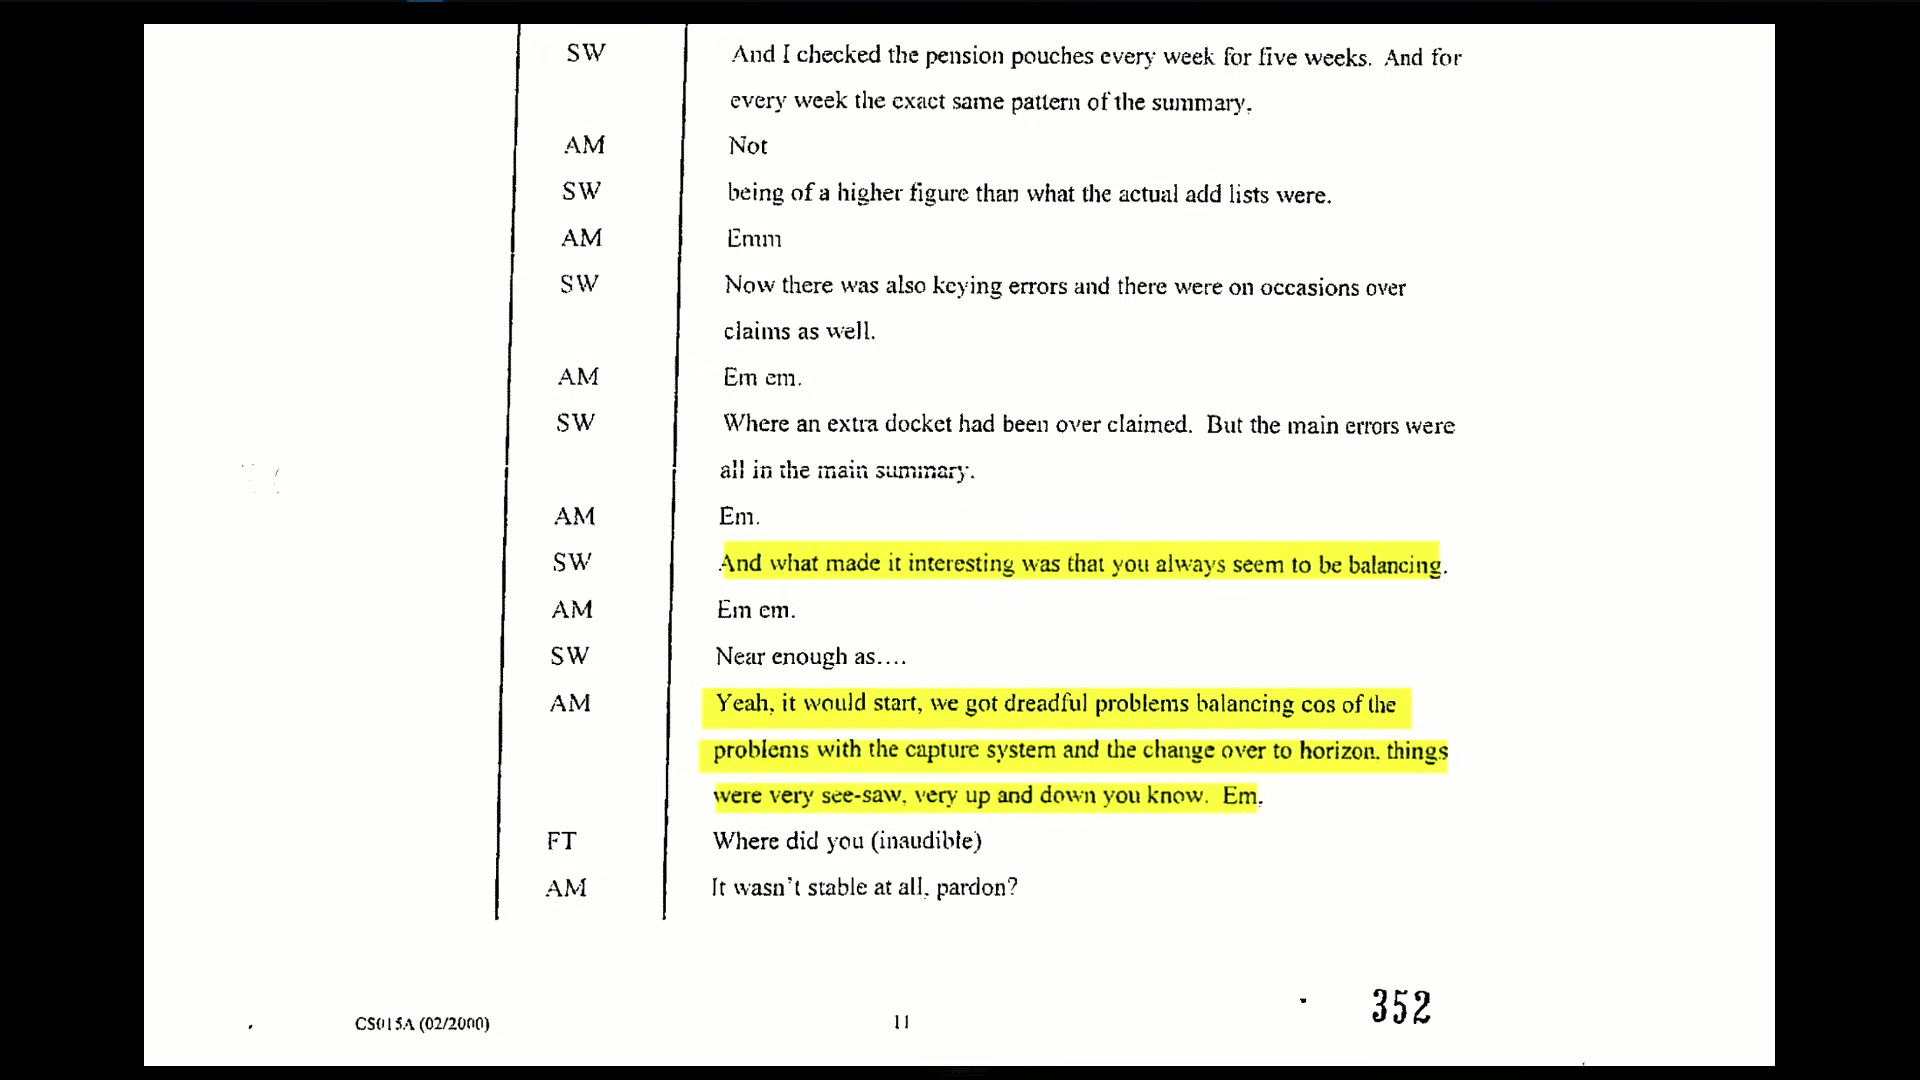 SW And I checked the pension pouches every week for five weeks. And for
every week the exact same pattern of the summary.
AM Not
SW being of a higher figure than what the actual add lists were.
AM Emm
SW Now there was also keying errors and there were on occasions over
claims as well.
AM Em em.
SW Where an extra docket had been over claimed. But the main errors were
all in the main summary.
AM Em.
SW And what made it interesting was that you always seem to be balancing.
AM Em em.
SW Near enough as....
AM Yeah, it would start, we got dreadful problems balancing cos of the
problems with the capture system and the change over to horizon. things
were very see-saw, very up and down you know. Em.
FT Where did you (inaudible)
AM It wasn't stable at all, pardon?
352
CS015A (02/2000) 11